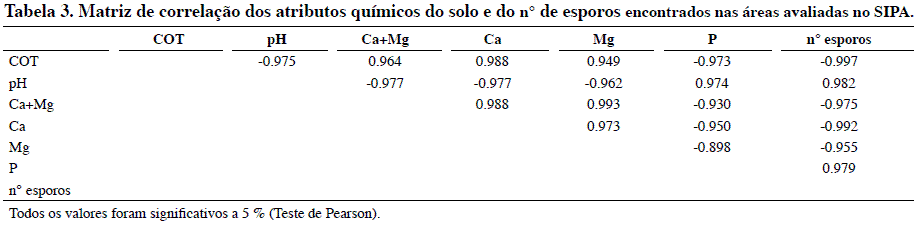 Tabela 3. Matriz de correlação dos atributos químicos do solo e do n° de esporos encontrados nas áreas avaliadas no SIPA.
COT pH Ca+Mg Ca Mg P n° esporos
COT -0.975 0.964 0.988 0.949 -0.973 -0.997
pH -0.977 -0.977 -0.962 0.974 0.982
Ca+Mg 0.988 0.993 -0.930 -0.975
Ca 0.973 -0.950 -0.992
Mg -0.898 -0.955
P 0.979
n° esporos
Todos os valores foram significativos a 5 % (Teste de Pearson).